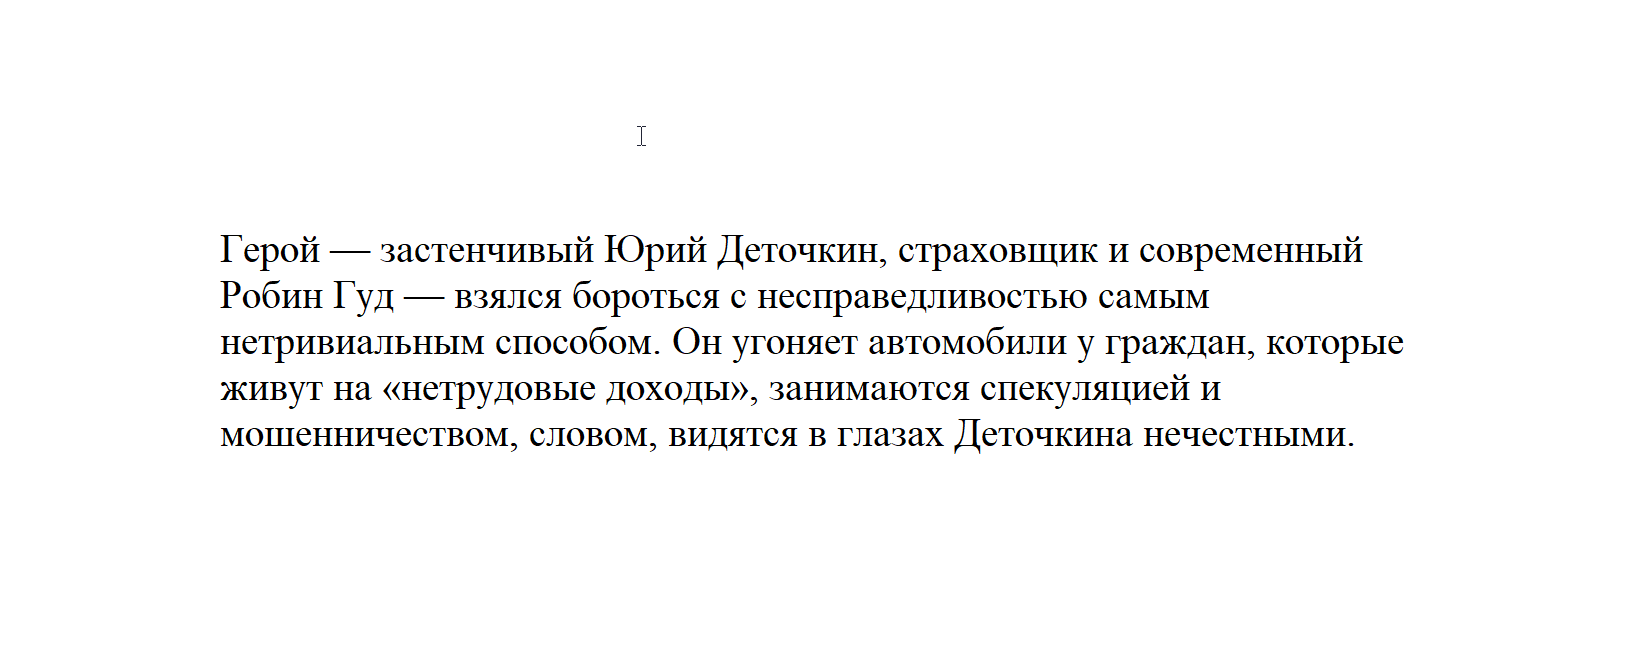 Герой — застенчивый Юрий Деточкин, страховщик и современный
Робин Гуд — взялся бороться с несправедливостью самым
нетривиальным способом. Он угоняет автомобили у граждан, которые
живут на «нетрудовые доходы», занимаются спекуляцией и
мошенничеством, словом, видятся в глазах Деточкина нечестными.